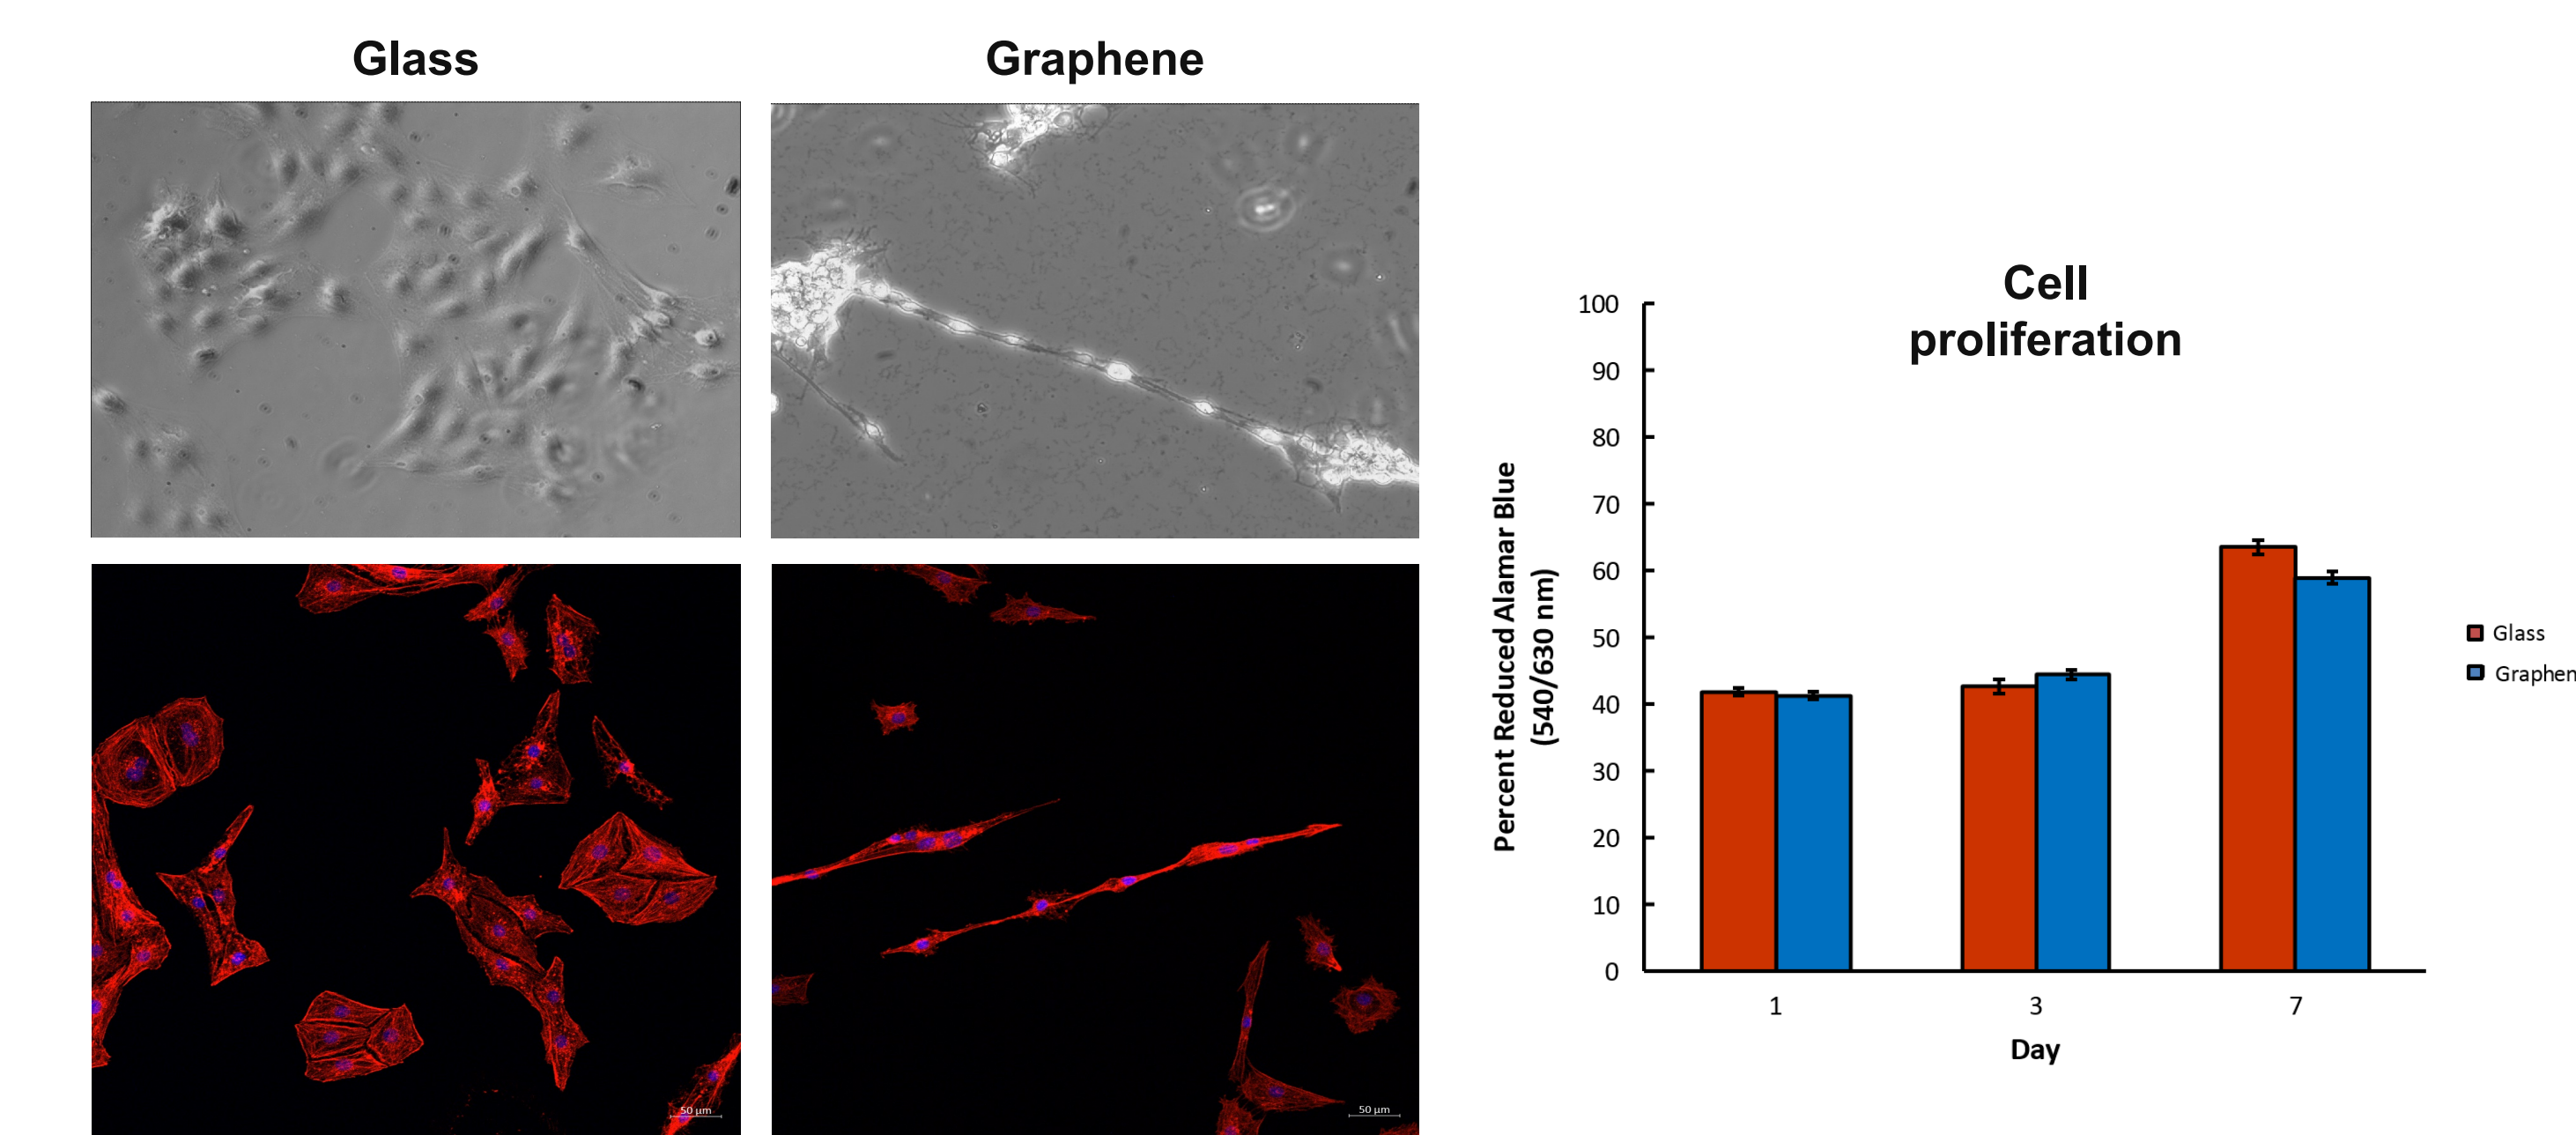 Glass
Graphene
50 µm
50 µm
Cell
proliferation
Percent Reduced Alamar Blue
(540/630 nm)
100
90
80
70
60
50
40
30
20
10
0
1
3
7
Day
Glass
Graphen